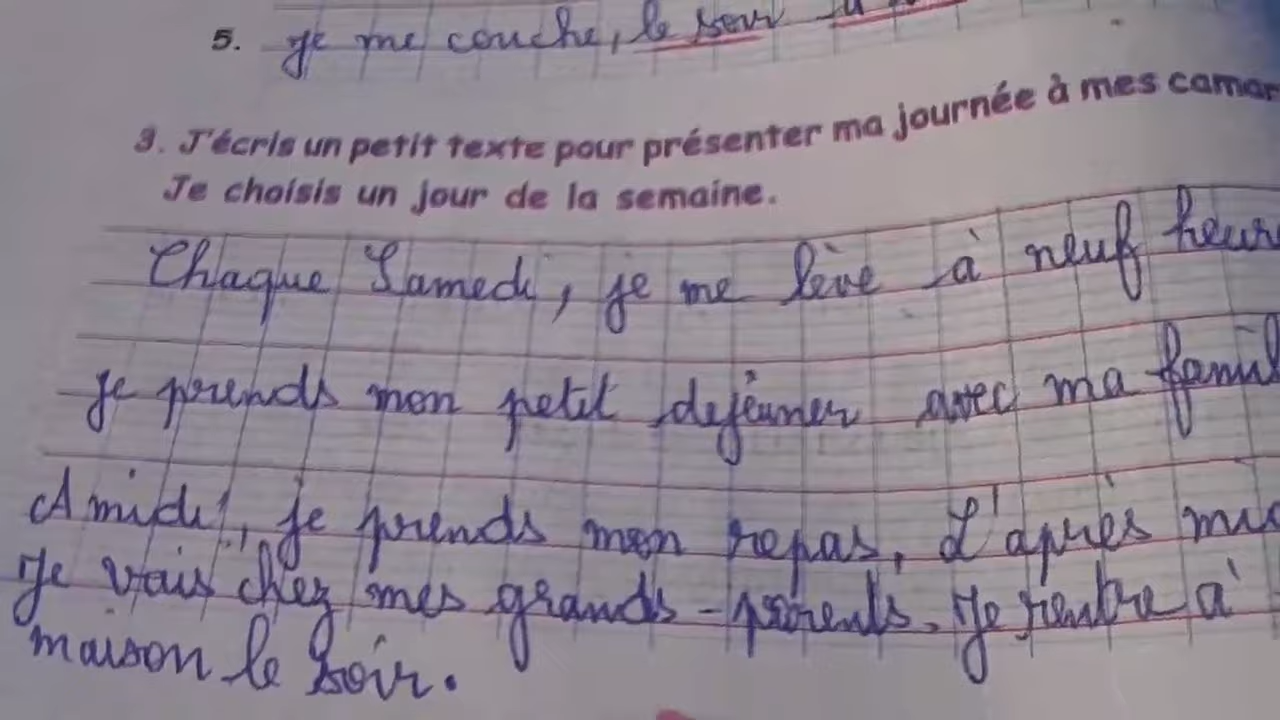 5. je me couche, le soir à
3. J'écris un petit texte pour présenter ma journée à mes camar
Je choisis un jour de la semaine.
Chaque Samedi, je me lève à neuf heur
je prends mon petit dejeuner avec ma famil
A midi, je prends mon repas. L'après mid
Je vais chez mes grands-parents. Je rentre à
maison le soir.